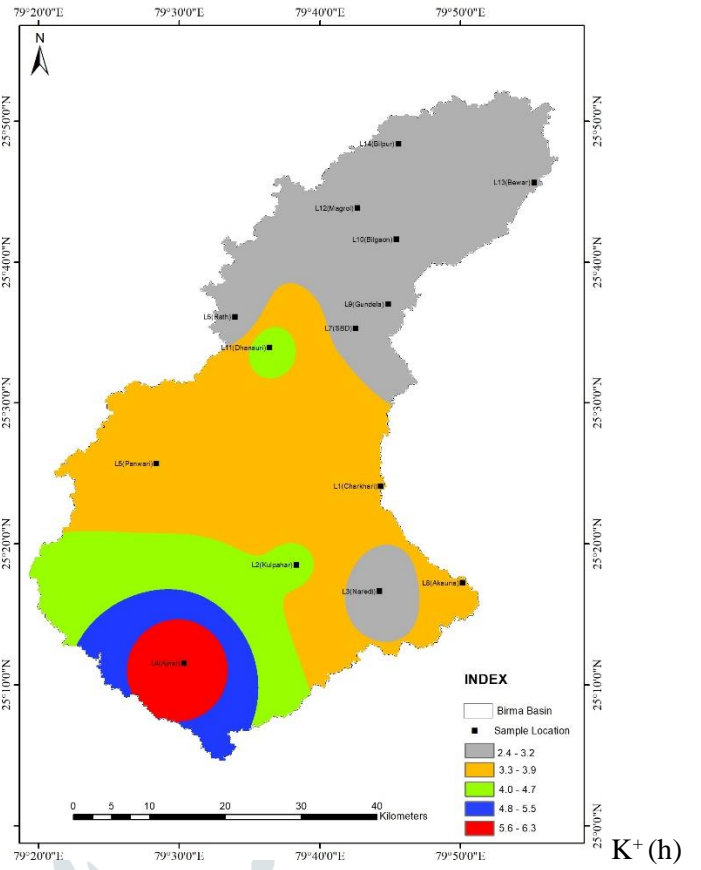 79°20'0"E 79°30'0"E 79°40'0"E 79°50'0"E
N
25°50'0"N 25°50'0"N
L14(Bilpur)
L13(Bewar)
L12(Magrol)
L10(Bilgaon)
25°40'0"N 25°40'0"N
L9(Gundela)
L6(Rath)
L7(SBD)
L11(Dhansuri)
25°30'0"N 25°30'0"N
L5(Panwari)
L1(Charkhari)
25°20'0"N 25°20'0"N
L2(Kulpahar)
L8(Akauna)
L3(Naredi)
25°10'0"N 25°10'0"N
INDEX
Birma Basin
Sample Location
2.4 - 3.2
3.3 - 3.9
4.0 - 4.7
4.8 - 5.5
5.6 - 6.3
0 5 10 20 30 40
Kilometers
25°0'0"N 25°0'0"N
79°20'0"E 79°30'0"E 79°40'0"E 79°50'0"E
K⁺ (h)